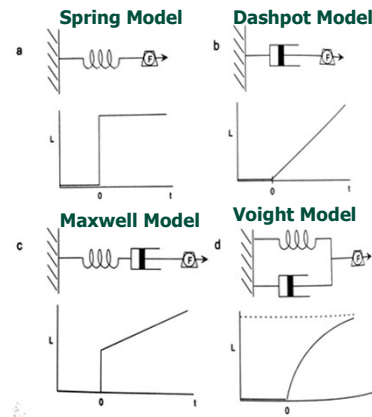 Spring Model
Dashpot Model
a
F
b
F
L
0
t
L
0
t
Maxwell Model
Voight Model
c
F
d
F
L
0
t
L
0